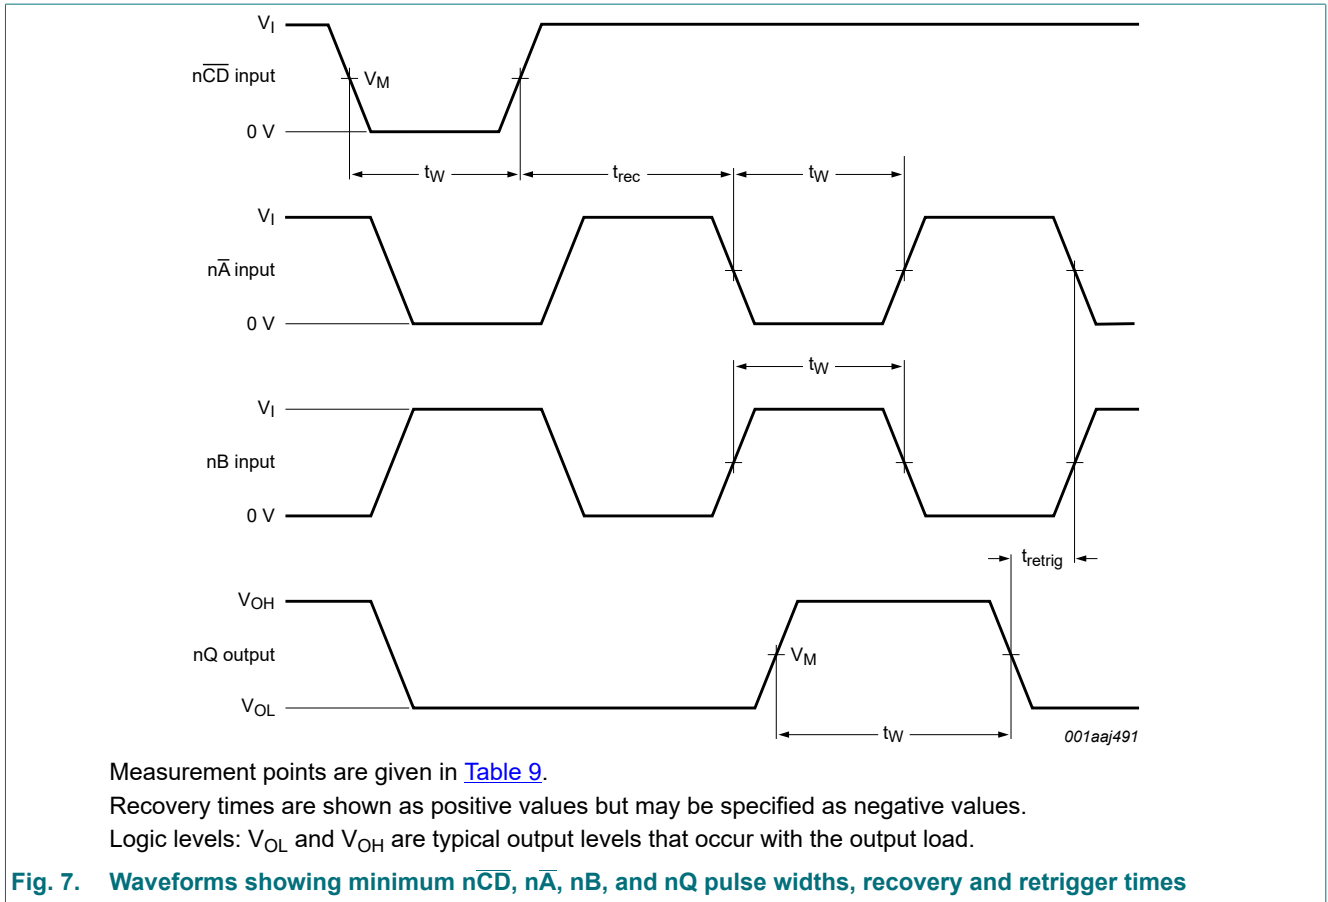 VI
nCD input
VM
0 V
tW
trec
tW
VI
nA input
0 V
tW
VI
nB input
0 V
tretrig
VOH
nQ output
VM
VOL
tW
001aaj491
Measurement points are given in Table 9.
Recovery times are shown as positive values but may be specified as negative values.
Logic levels: VOL and VOH are typical output levels that occur with the output load.
Fig. 7. Waveforms showing minimum nC̅D̅, nA̅, nB, and nQ pulse widths, recovery and retrigger times